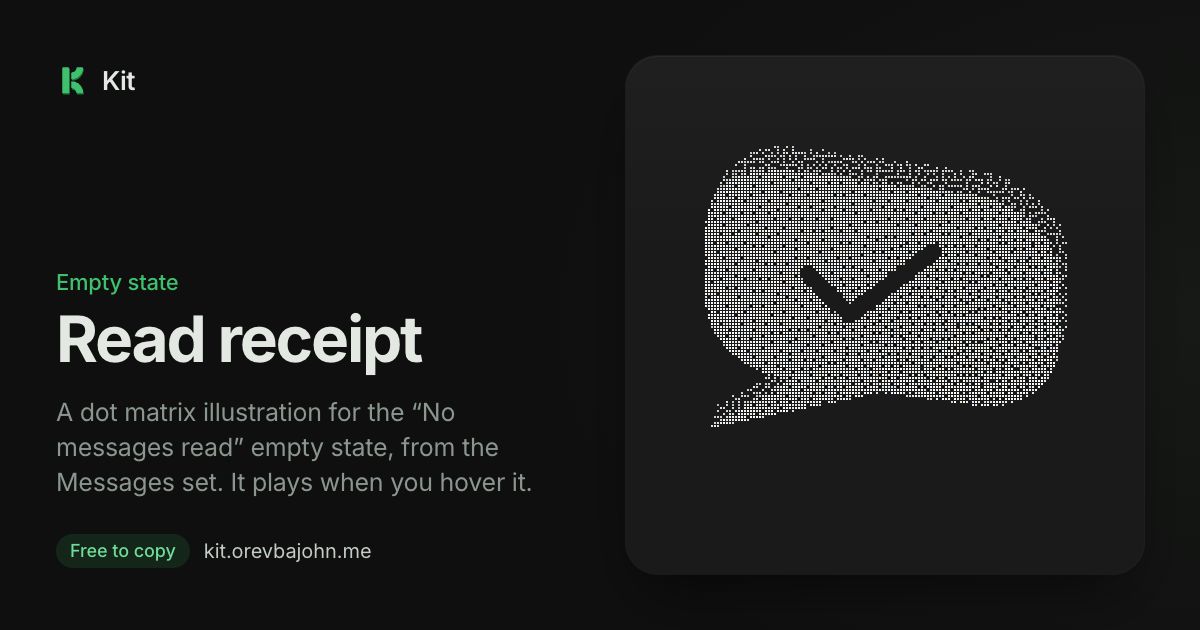 Kit
Empty state
Read receipt
A dot matrix illustration for the “No
messages read” empty state, from the
Messages set. It plays when you hover it.
Free to copy
kit.orevbajohn.me